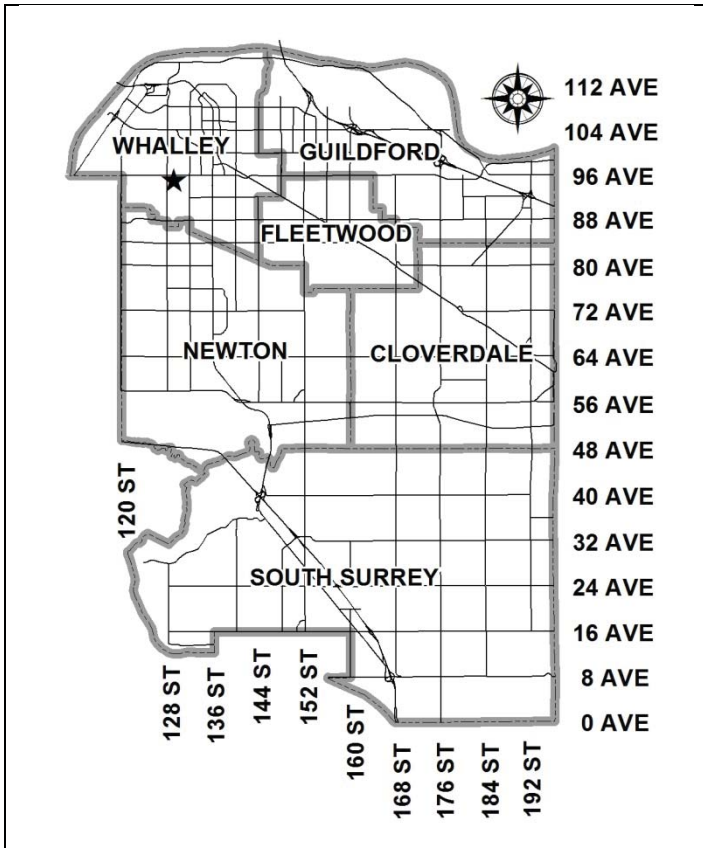 112 AVE
104 AVE
WHALLEY
GUILDFORD
96 AVE
88 AVE
FLEETWOOD
80 AVE
72 AVE
NEWTON
CLOVERDALE
64 AVE
56 AVE
48 AVE
120 ST
40 AVE
32 AVE
SOUTH SURREY
24 AVE
16 AVE
8 AVE
0 AVE
128 ST
136 ST
144 ST
152 ST
160 ST
168 ST
176 ST
184 ST
192 ST